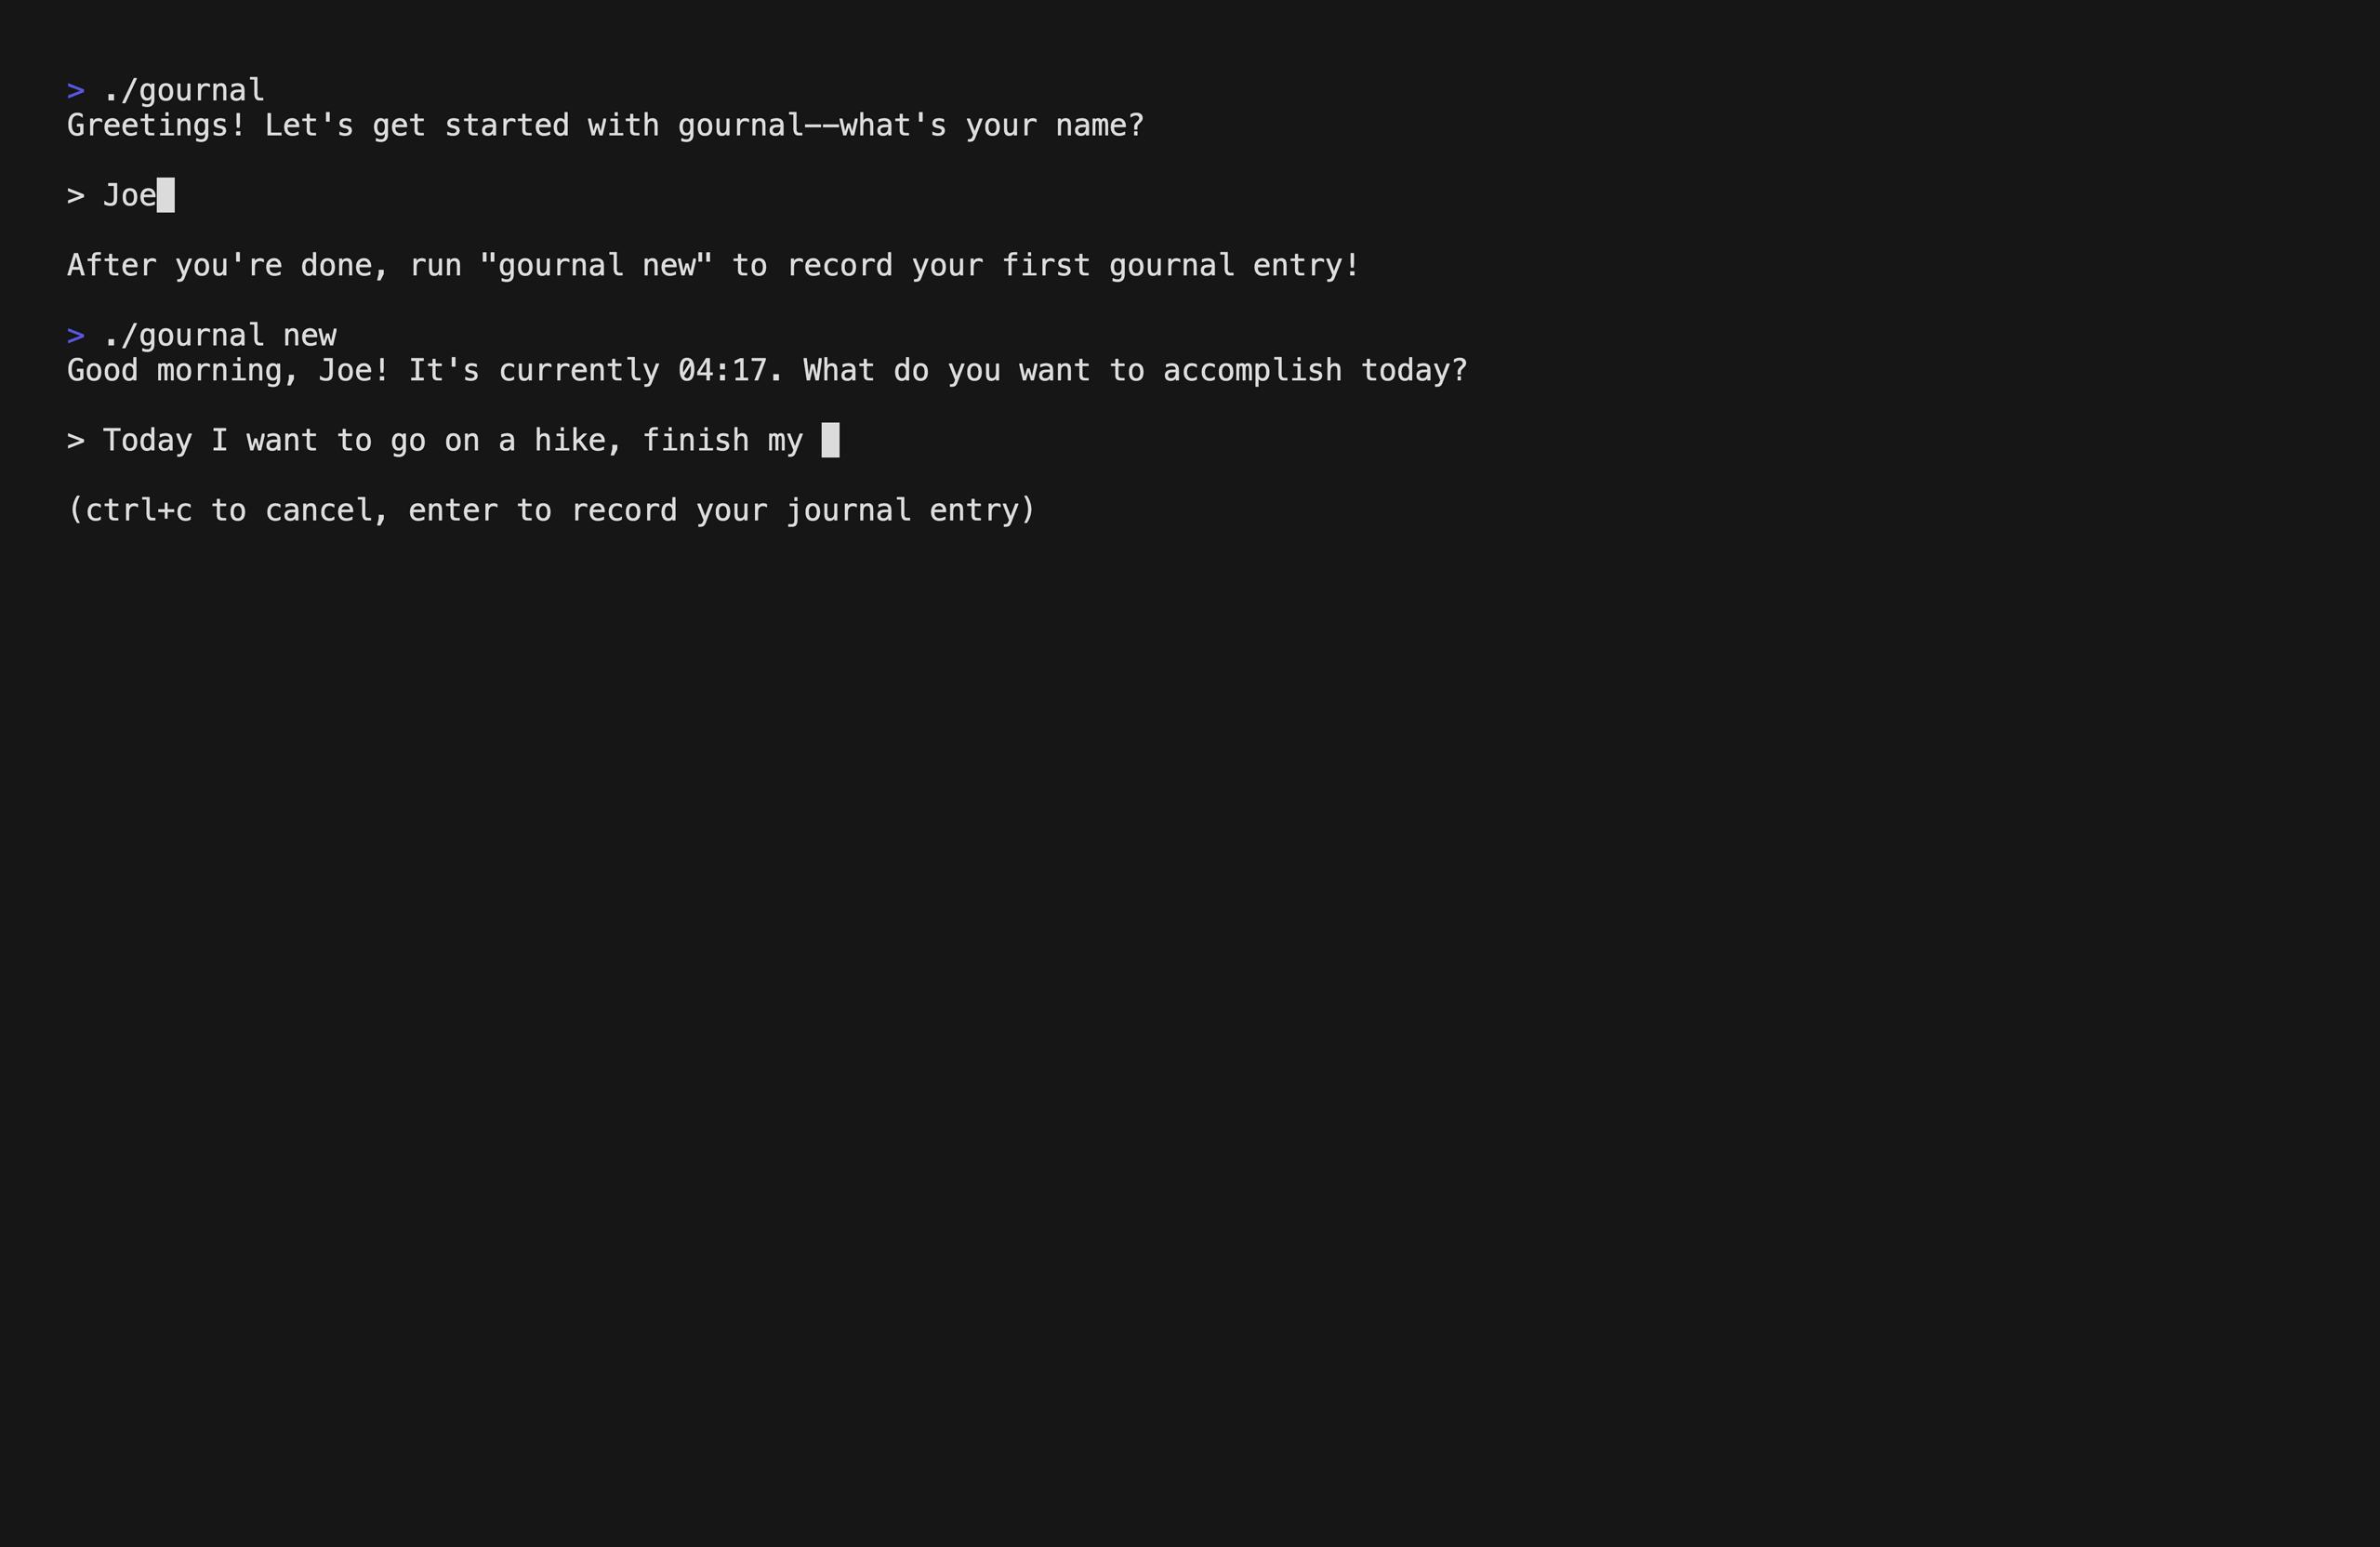 > ./gournal
Greetings! Let's get started with gournal––what's your name?
> Joe
After you're done, run "gournal new" to record your first gournal entry!
> ./gournal new
Good morning, Joe! It's currently 04:17. What do you want to accomplish today?
> Today I want to go on a hike, finish my
(ctrl+c to cancel, enter to record your journal entry)